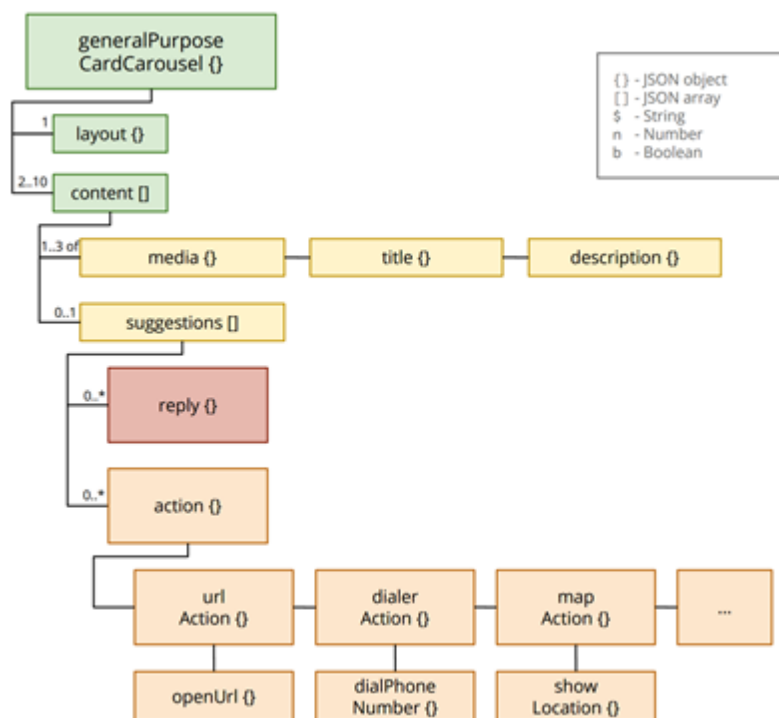 generalPurpose
CardCarousel {}
{} - JSON object
[] - JSON array
$ - String
n - Number
b - Boolean
1
layout {}
2..10
content []
1..3 of
media {}
title {}
description {}
0..1
suggestions []
0..*
reply {}
0..*
action {}
url
Action {}
dialer
Action {}
map
Action {}
...
openUrl {}
dialPhone
Number {}
show
Location {}